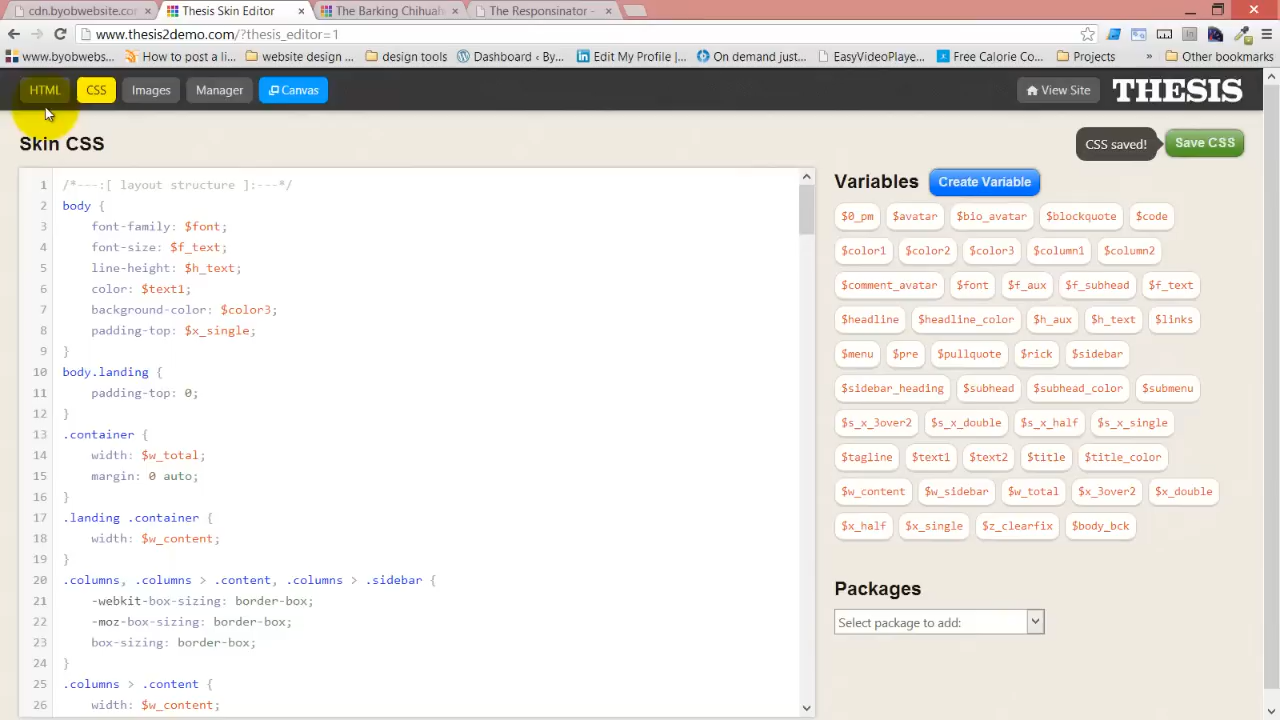 cdn.byobwebsite.com
Thesis Skin Editor
The Barking Chihuah
The Responsinator -
www.thesis2demo.com/?thesis_editor=1
www.byobwebs...
How to post a li...
website design ...
design tools
Dashboard ‹ By...
Edit My Profile |...
On demand just...
EasyVideoPlaye...
Free Calorie Co...
Projects
»
Other bookmarks
HTML
CSS
Images
Manager
Canvas
View Site
THESIS
Skin CSS
CSS saved!
Save CSS
1 /*---:[ layout structure ]:---*/
2 body {
3 font-family: $font;
4 font-size: $f_text;
5 line-height: $h_text;
6 color: $text1;
7 background-color: $color3;
8 padding-top: $x_single;
9 }
10 body.landing {
11 padding-top: 0;
12 }
13 .container {
14 width: $w_total;
15 margin: 0 auto;
16 }
17 .landing .container {
18 width: $w_content;
19 }
20 .columns, .columns > .content, .columns > .sidebar {
21 -webkit-box-sizing: border-box;
22 -moz-box-sizing: border-box;
23 box-sizing: border-box;
24 }
25 .columns > .content {
26 width: $w_content;
Variables
Create Variable
$0_pm $avatar $bio_avatar $blockquote $code
$color1 $color2 $color3 $column1 $column2
$comment_avatar $font $f_aux $f_subhead $f_text
$headline $headline_color $h_aux $h_text $links
$menu $pre $pullquote $rick $sidebar
$sidebar_heading $subhead $subhead_color $submenu
$s_x_3over2 $s_x_double $s_x_half $s_x_single
$tagline $text1 $text2 $title $title_color
$w_content $w_sidebar $w_total $x_3over2 $x_double
$x_half $x_single $z_clearfix $body_bck
Packages
Select package to add: